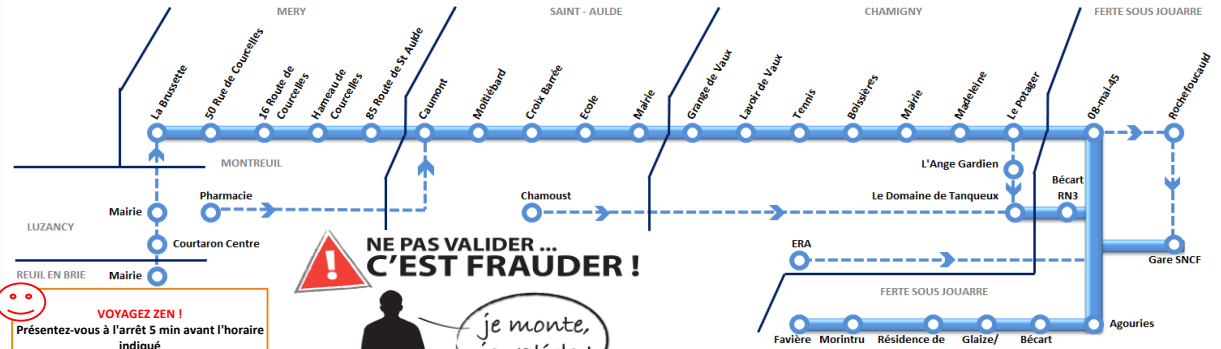 MERY
SAINT - AULDE
CHAMIGNY
FERTE SOUS JOUARRE
La Brussette
50 Rue de Courcelles
16 Route de
Courcelles
Hameau de
Courcelles
85 Route de St Aulde
Caumont
Moitiébard
Croix Barrée
Ecole
Mairie
Grange de Vaux
Lavoir de Vaux
Tennis
Boissières
Mairie
Madeleine
Le Potager
08-mai-45
Rochefoucauld
MONTREUIL
L'Ange Gardien
Pharmacie
Chamoust
Le Domaine de Tanqueux
Bécart
RN3
Mairie
LUZANCY
Courtaron Centre
REUIL EN BRIE
Mairie
NE PAS VALIDER ...
C'EST FRAUDER !
ERA
Gare SNCF
FERTE SOUS JOUARRE
VOYAGEZ ZEN !
Présentez-vous à l'arrêt 5 min avant l'horaire
indiqué
je monte,
Agouries
Favière
Morintru
Résidence de
Glaize/
Bécart